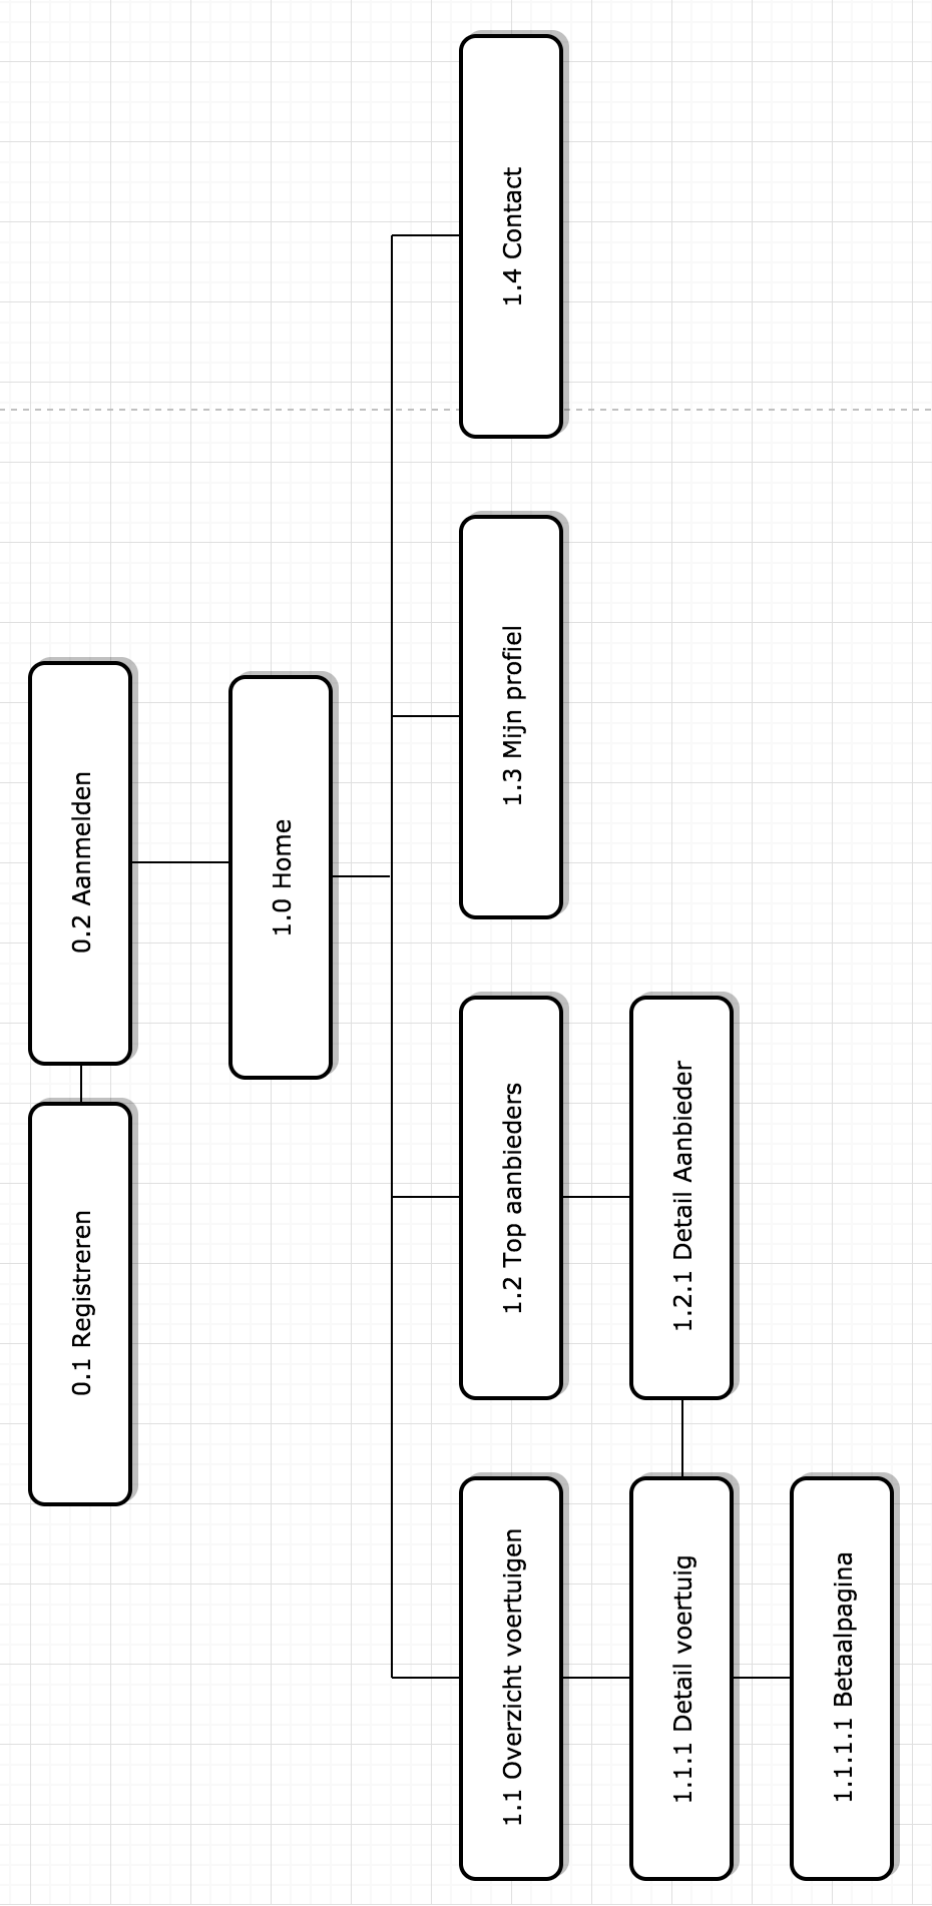 0.1 Registreren
0.2 Aanmelden
1.0 Home
1.1 Overzicht voertuigen
1.2 Top aanbieders
1.3 Mijn profiel
1.4 Contact
1.1.1 Detail voertuig
1.2.1 Detail Aanbieder
1.1.1.1 Betaalpagina